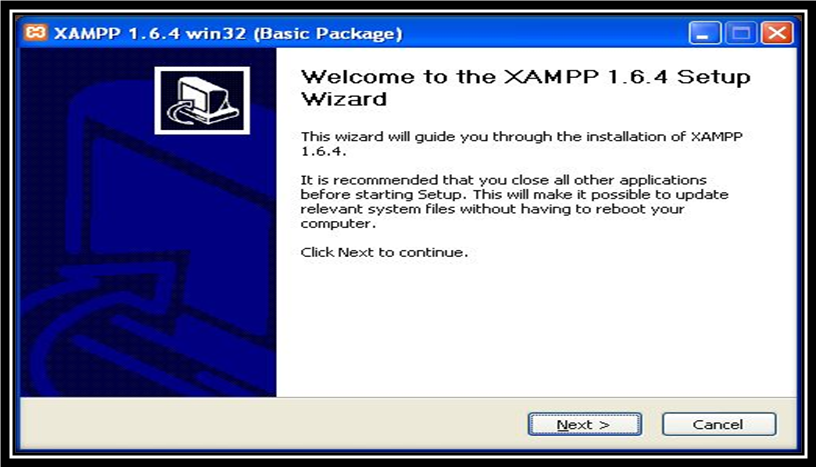 XAMPP 1.6.4 win32 (Basic Package)
Welcome to the XAMPP 1.6.4 Setup
Wizard
This wizard will guide you through the installation of XAMPP
1.6.4.
It is recommended that you close all other applications
before starting Setup. This will make it possible to update
relevant system files without having to reboot your
computer.
Click Next to continue.
Next >
Cancel